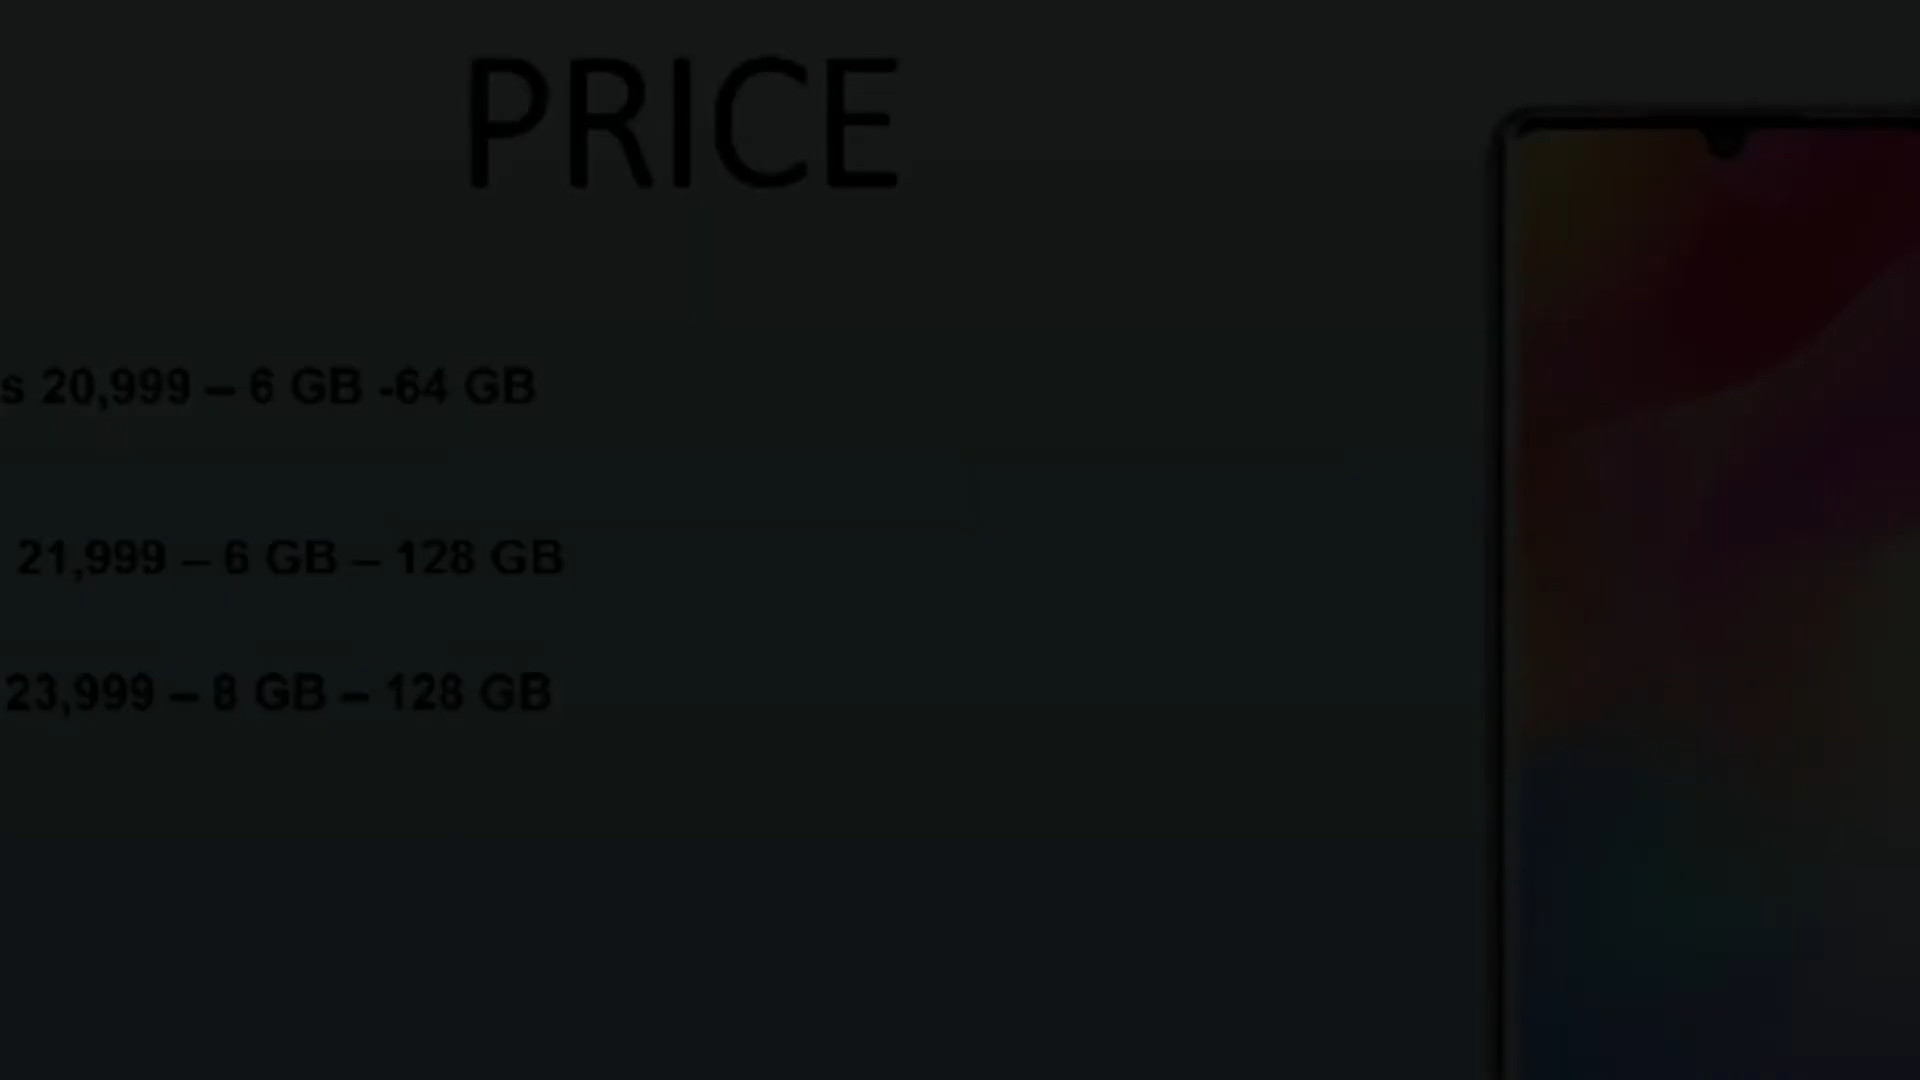 PRICE
s 20,999 – 6 GB -64 GB
21,999 – 6 GB – 128 GB
23,999 – 8 GB – 128 GB